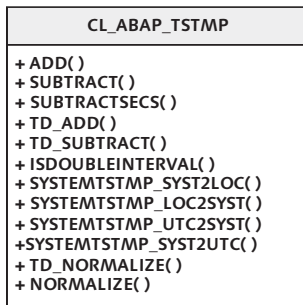 CL_ABAP_TSTMP
+ ADD( )
+ SUBTRACT( )
+ SUBTRACTSECS( )
+ TD_ADD( )
+ TD_SUBTRACT( )
+ ISDOUBLEINTERVAL( )
+ SYSTEMTSTMP_SYST2LOC( )
+ SYSTEMTSTMP_LOC2SYST( )
+ SYSTEMTSTMP_UTC2SYST( )
+SYSTEMTSTMP_SYST2UTC( )
+ TD_NORMALIZE( )
+ NORMALIZE( )